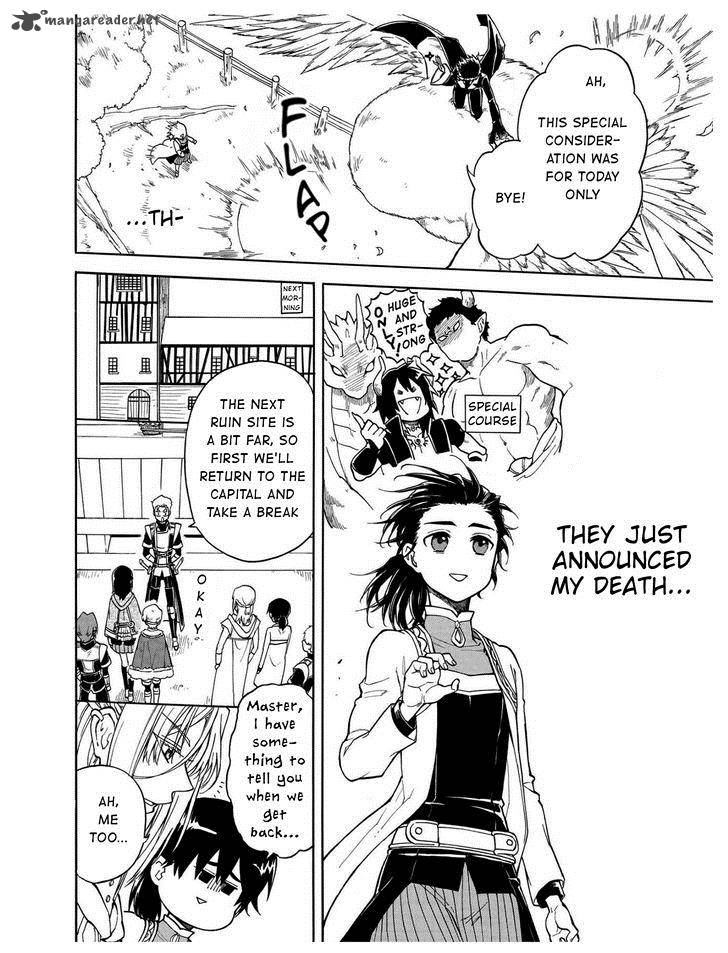 mangareader.net
AH,
THIS SPECIAL
CONSIDER-
ATION WAS
FOR TODAY
ONLY
BYE!
FLAP
...TH-
HUGE
AND
STR-
ONG
ONLY!
SPECIAL
COURSE
THEY JUST
ANNOUNCED
MY DEATH...
NEXT
MOR-
NING
THE NEXT
RUIN SITE IS
A BIT FAR, SO
FIRST WE'LL
RETURN TO THE
CAPITAL AND
TAKE A BREAK
OKAY.
Master,
I have
some-
thing to
tell you
when we
get
back...
AH,
ME
TOO...